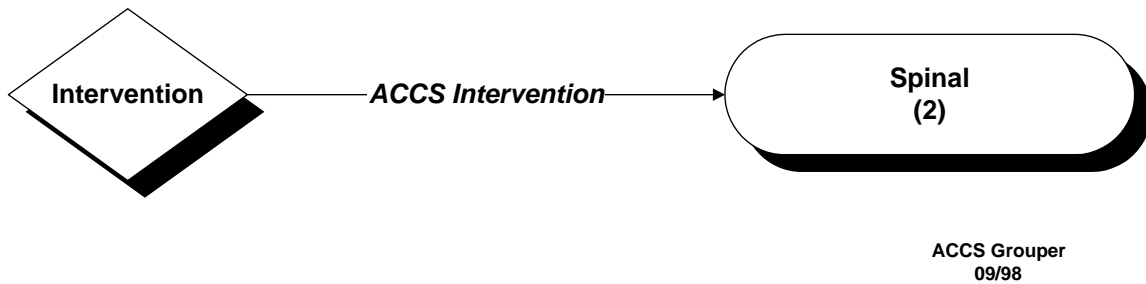 Intervention
ACCS Intervention
Spinal
(2)
ACCS Grouper
09/98